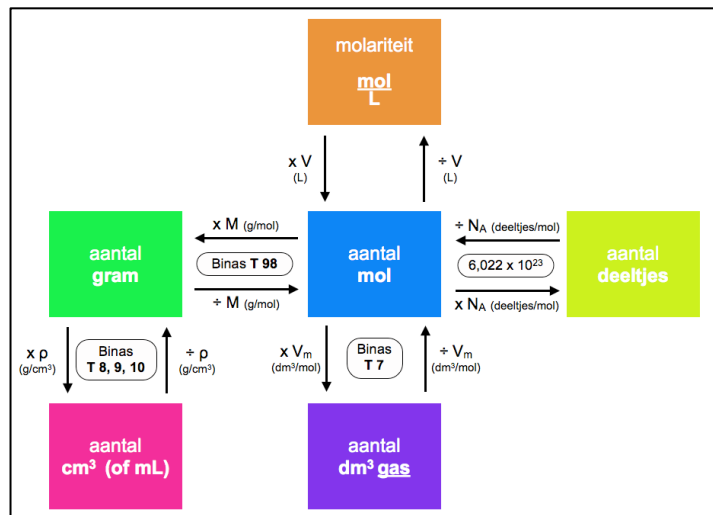 molariteit
mol
L
x V
(L)
÷ V
(L)
x M (g/mol)
÷ N_A (deeltjes/mol)
aantal
gram
Binas T 98
aantal
mol
6,022 x 10²³
aantal
deeltjes
÷ M (g/mol)
x N_A (deeltjes/mol)
x ρ
(g/cm³)
Binas
T 8, 9, 10
÷ ρ
(g/cm³)
x Vₘ
(dm³/mol)
Binas
T 7
÷ Vₘ
(dm³/mol)
aantal
cm³ (of mL)
aantal
dm³ gas